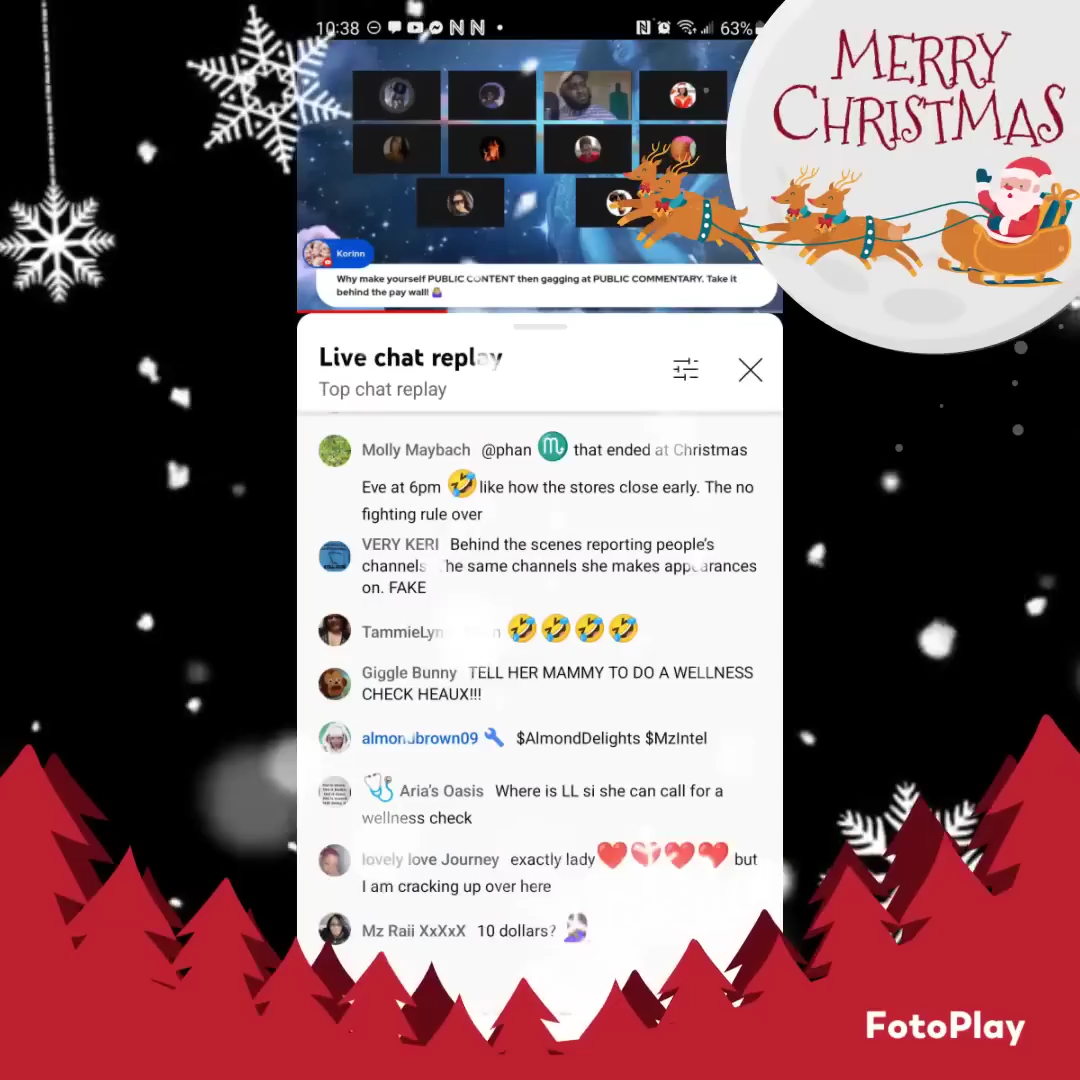 10:38
63%
MERRY
CHRISTMAS
Korinn
Why make yourself PUBLIC CONTENT then gagging at PUBLIC COMMENTARY. Take it
behind the pay wall! 🤷🏼‍♀️
Live chat replay
Top chat replay
Molly Maybach @phan ♏ that ended at Christmas
Eve at 6pm 🤣 like how the stores close early. The no
fighting rule over
VERY KERI Behind the scenes reporting people's
channels he same channels she makes appearances
on. FAKE
TammieLyn 🤣🤣🤣🤣
Giggle Bunny TELL HER MAMMY TO DO A WELLNESS
CHECK HEAUX!!!
almondbrown09 🔧 $AlmondDelights $MzIntel
🩺 Aria's Oasis Where is LL si she can call for a
wellness check
lovely love Journey exactly lady ❤️❤️❤️❤️ but
I am cracking up over here
Mz Raii XxXxX 10 dollars?
FotoPlay